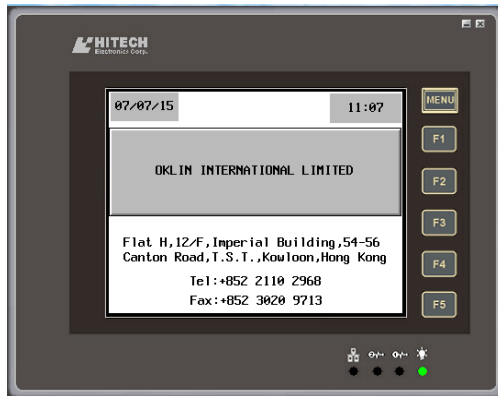 HITECH
Electronics Corp.
07/07/15
11:07
MENU
OKLIN INTERNATIONAL LIMITED
F1
F2
F3
F4
F5
Flat H,12/F,Imperial Building,54-56
Canton Road,T.S.T.,Kowloon,Hong Kong
Tel:+852 2110 2968
Fax:+852 3020 9713